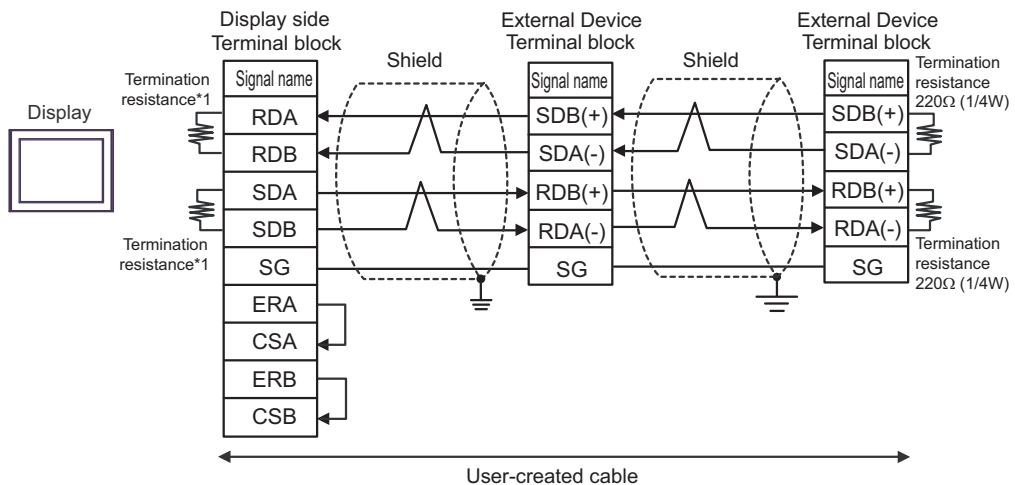 Display side
Terminal block
External Device
Terminal block
External Device
Terminal block
Shield
Shield
Display
Termination
resistance*1
Termination
resistance*1
Signal name
RDA
RDB
SDA
SDB
SG
ERA
CSA
ERB
CSB
Signal name
SDB(+)
SDA(-)
RDB(+)
RDA(-)
SG
Signal name
SDB(+)
SDA(-)
RDB(+)
RDA(-)
SG
Termination
resistance
220Ω (1/4W)
Termination
resistance
220Ω (1/4W)
User-created cable